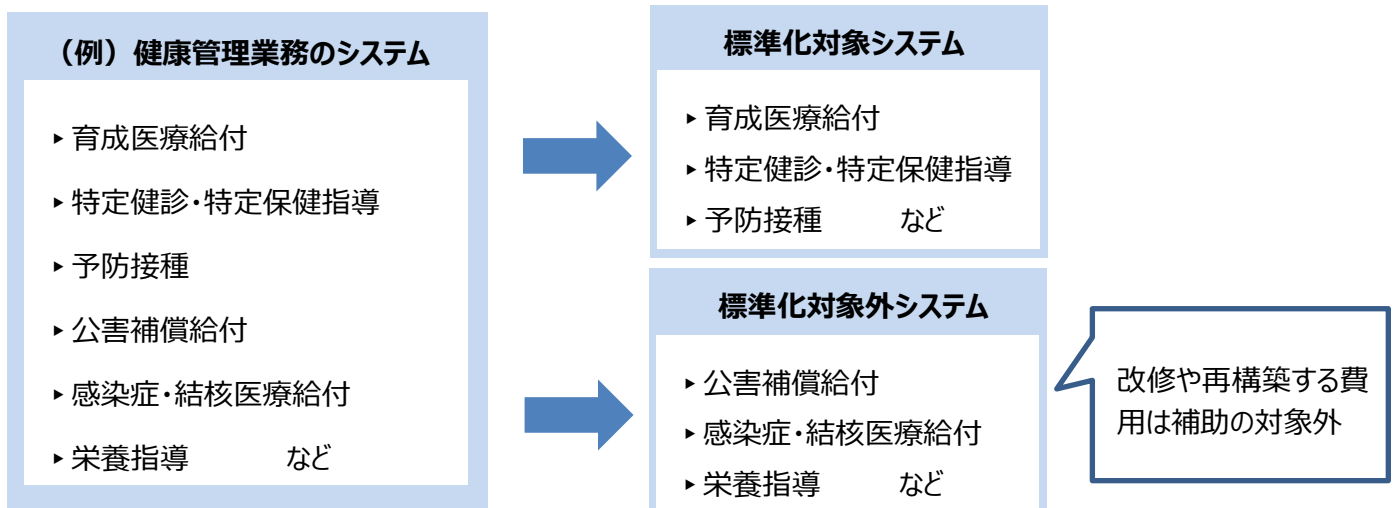 （例）健康管理業務のシステム
▸育成医療給付
▸特定健診・特定保健指導
▸予防接種
▸公害補償給付
▸感染症・結核医療給付
▸栄養指導　　　など
標準化対象システム
▸育成医療給付
▸特定健診・特定保健指導
▸予防接種　　　など
標準化対象外システム
▸公害補償給付
▸感染症・結核医療給付
▸栄養指導　　　など
改修や再構築する費
用は補助の対象外